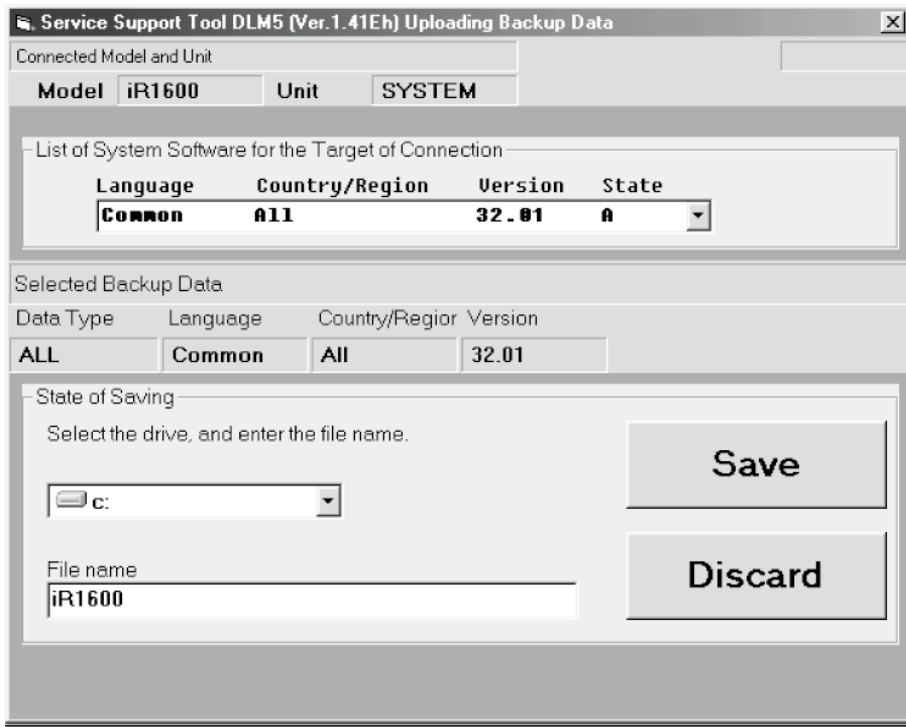 Service Support Tool DLM5 (Ver.1.41Eh) Uploading Backup Data
Connected Model and Unit
Model iR1600 Unit SYSTEM
List of System Software for the Target of Connection
Language Country/Region Version State
Common All 32.01 A
Selected Backup Data
Data Type Language Country/Regior Version
ALL Common All 32.01
State of Saving
Select the drive, and enter the file name.
Save
c:
Discard
File name
iR1600